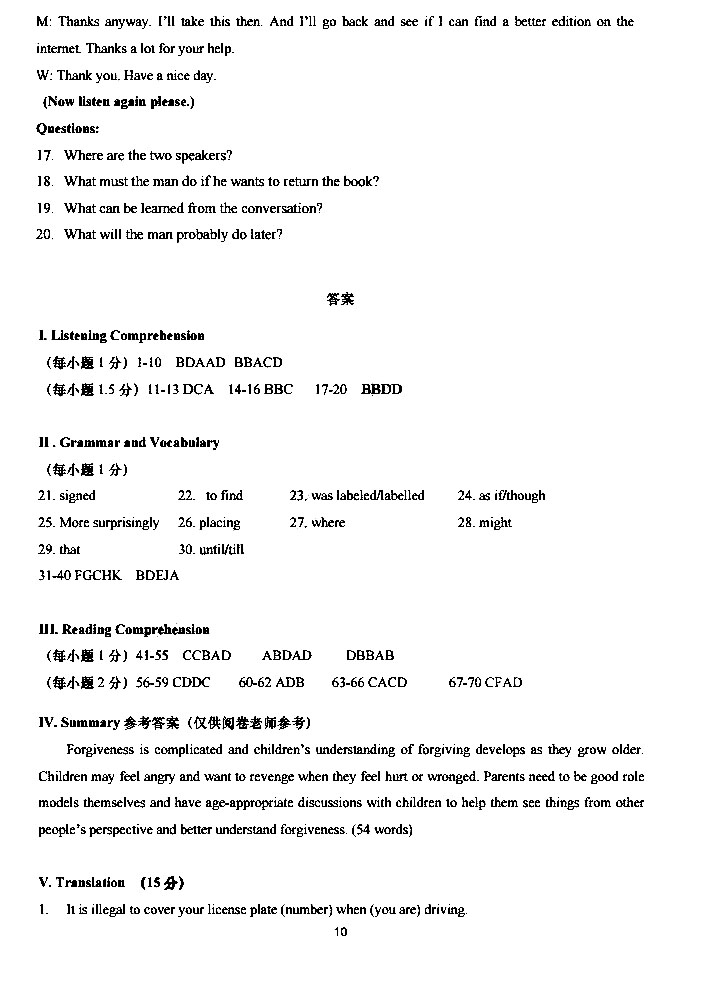 M: Thanks anyway. I'll take this then. And I'll go back and see if I can find a better edition on the
internet. Thanks a lot for your help.
W: Thank you. Have a nice day.
(Now listen again please.)
Questions:
17. Where are the two speakers?
18. What must the man do if he wants to return the book?
19. What can be learned from the conversation?
20. What will the man probably do later?
答案
I. Listening Comprehension
（每小题 1 分）1-10 BDAAD BBACD
（每小题 1.5 分）11-13 DCA 14-16 BBC 17-20 BBDD
II . Grammar and Vocabulary
（每小题 1 分）
21. signed 22. to find 23. was labeled/labelled 24. as if/though
25. More surprisingly 26. placing 27. where 28. might
29. that 30. until/till
31-40 FGCHK BDEJA
III. Reading Comprehension
（每小题 1 分）41-55 CCBAD ABDAD DBBAB
（每小题 2 分）56-59 CDDC 60-62 ADB 63-66 CACD 67-70 CFAD
IV. Summary 参考答案（仅供阅卷老师参考）
Forgiveness is complicated and children's understanding of forgiving develops as they grow older.
Children may feel angry and want to revenge when they feel hurt or wronged. Parents need to be good role
models themselves and have age-appropriate discussions with children to help them see things from other
people's perspective and better understand forgiveness. (54 words)
V. Translation （15 分）
1. It is illegal to cover your license plate (number) when (you are) driving.
10